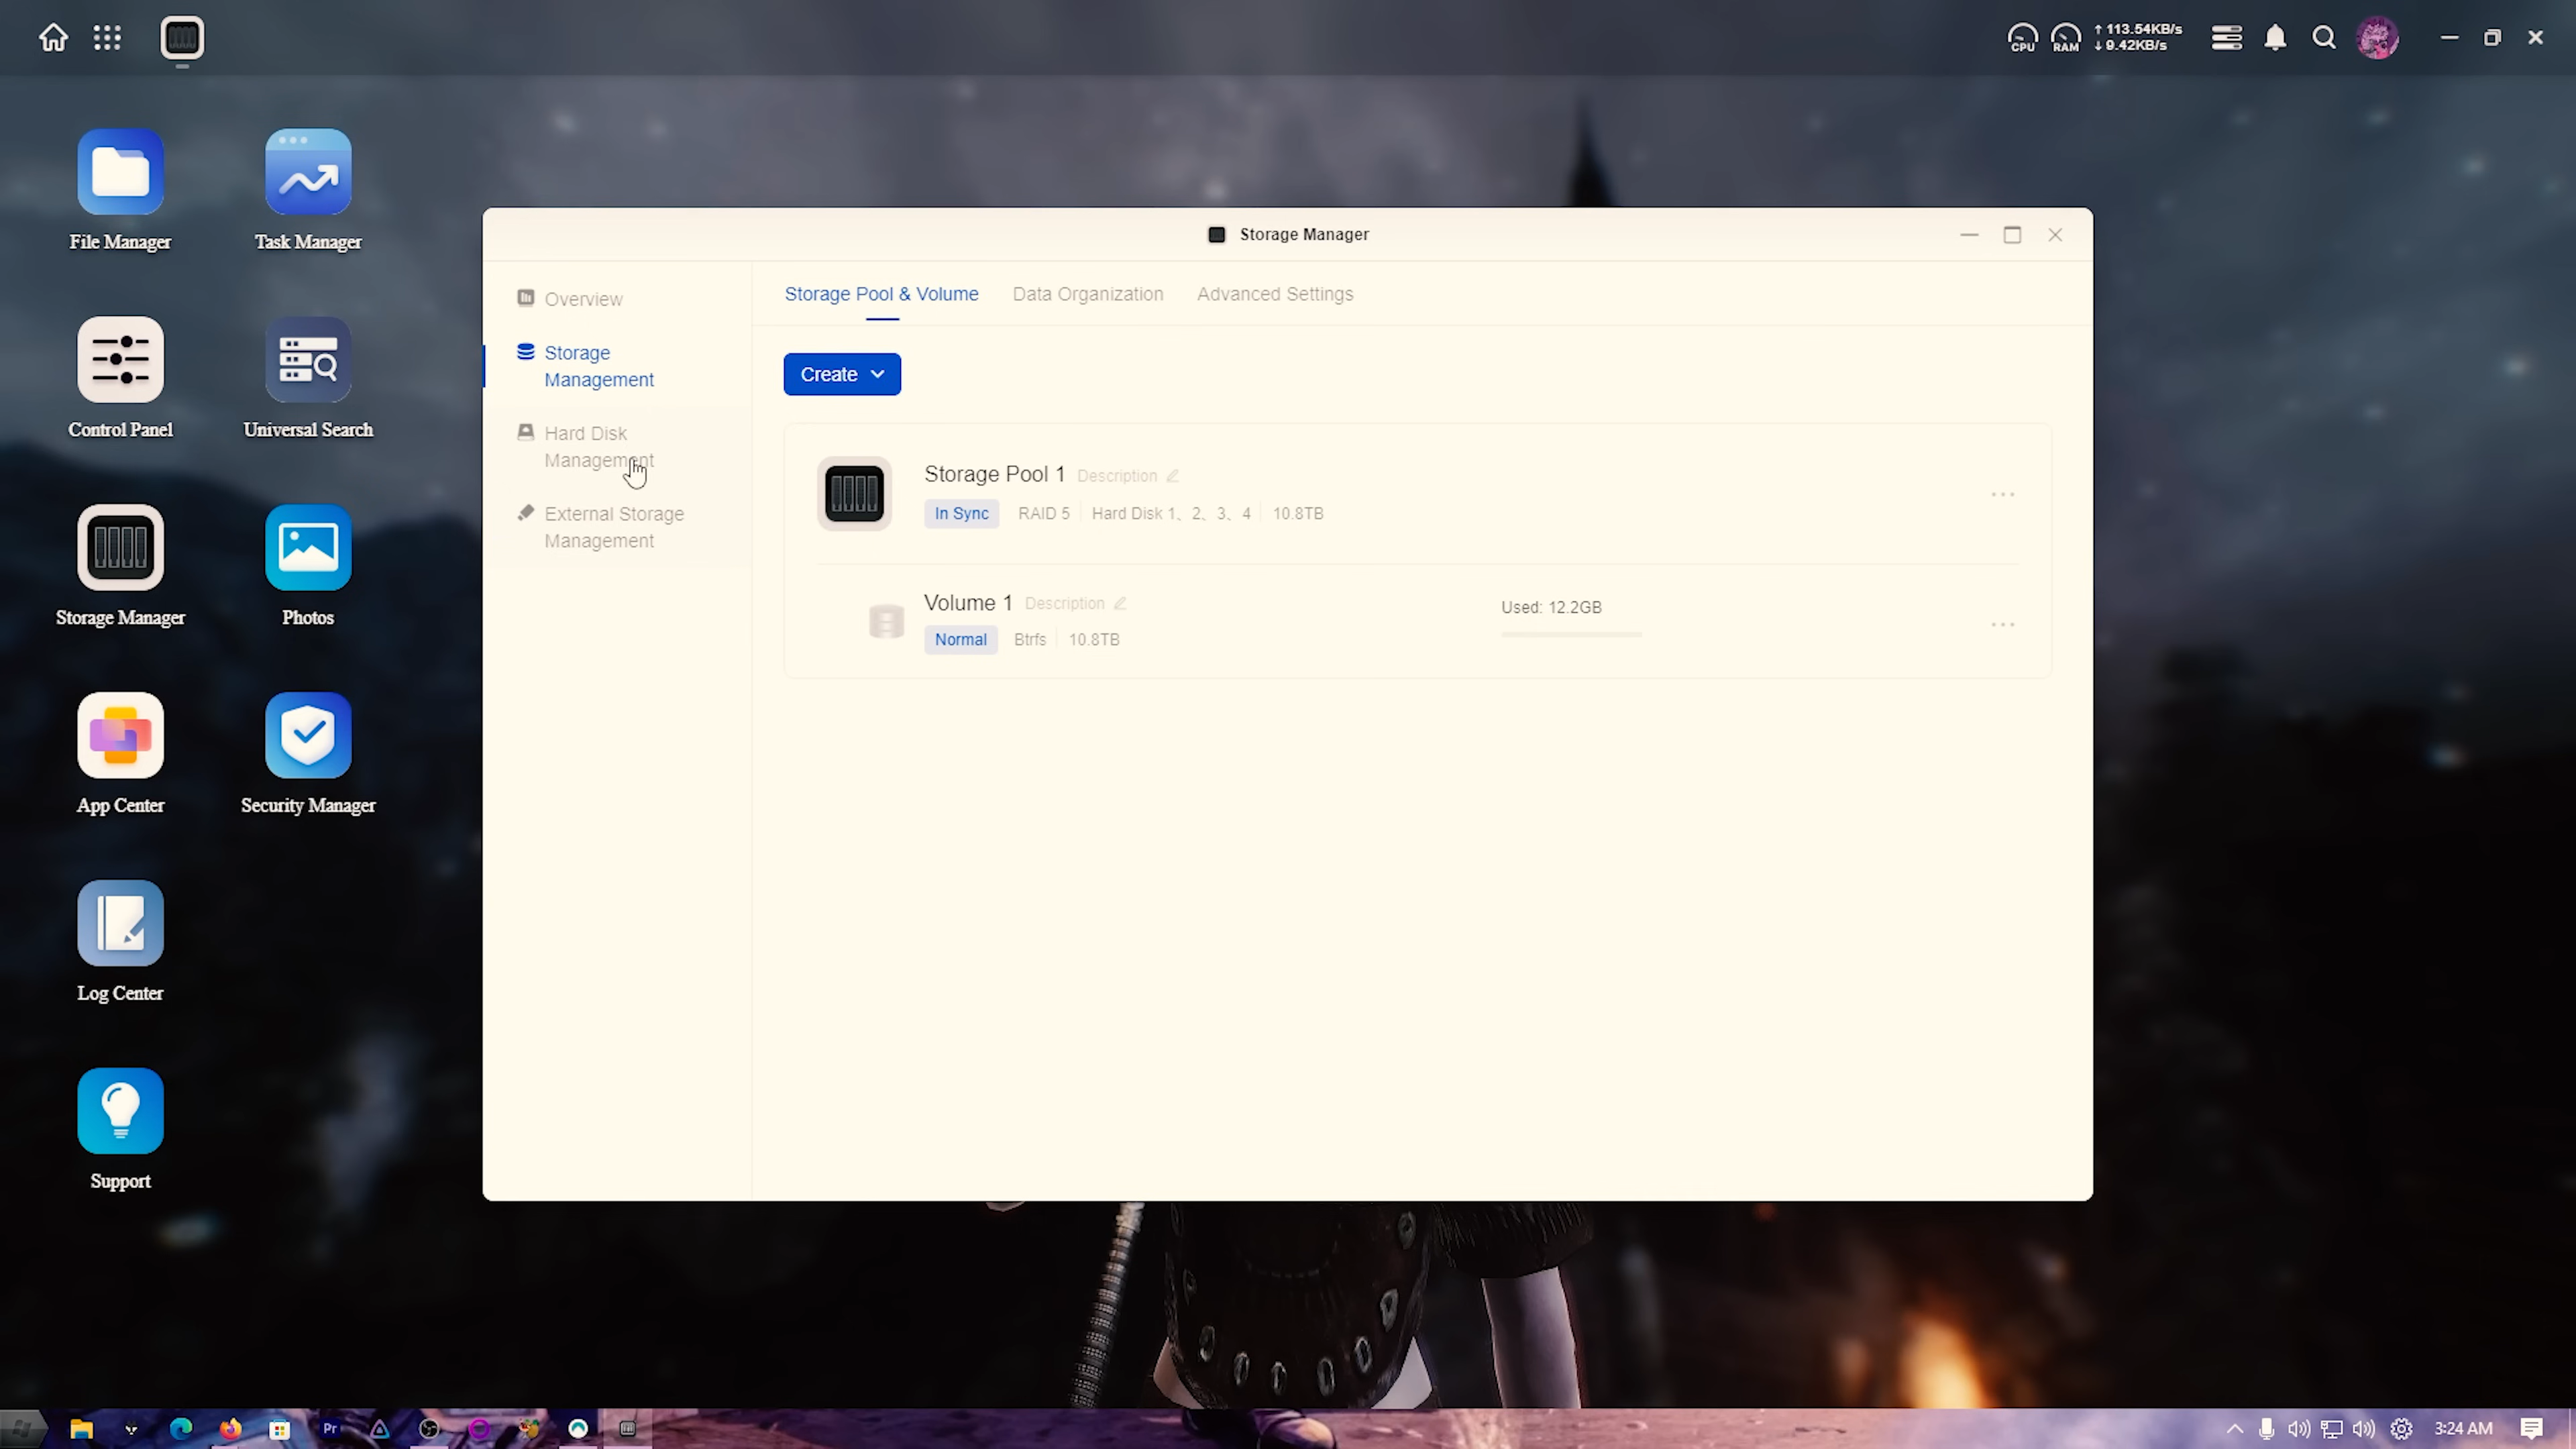 CPU
RAM
↑ 113.54KB/s
↓ 9.42KB/s
File Manager
Task Manager
Control Panel
Universal Search
Storage Manager
Photos
App Center
Security Manager
Log Center
Support
Storage Manager
Overview
Storage
Management
Hard Disk
Management
External Storage
Management
Storage Pool & Volume
Data Organization
Advanced Settings
Create
Storage Pool 1 Description
In Sync RAID 5 Hard Disk 1、2、3、4 10.8TB
Volume 1 Description
Normal Btrfs 10.8TB
Used: 12.2GB
Pr
3:24 AM